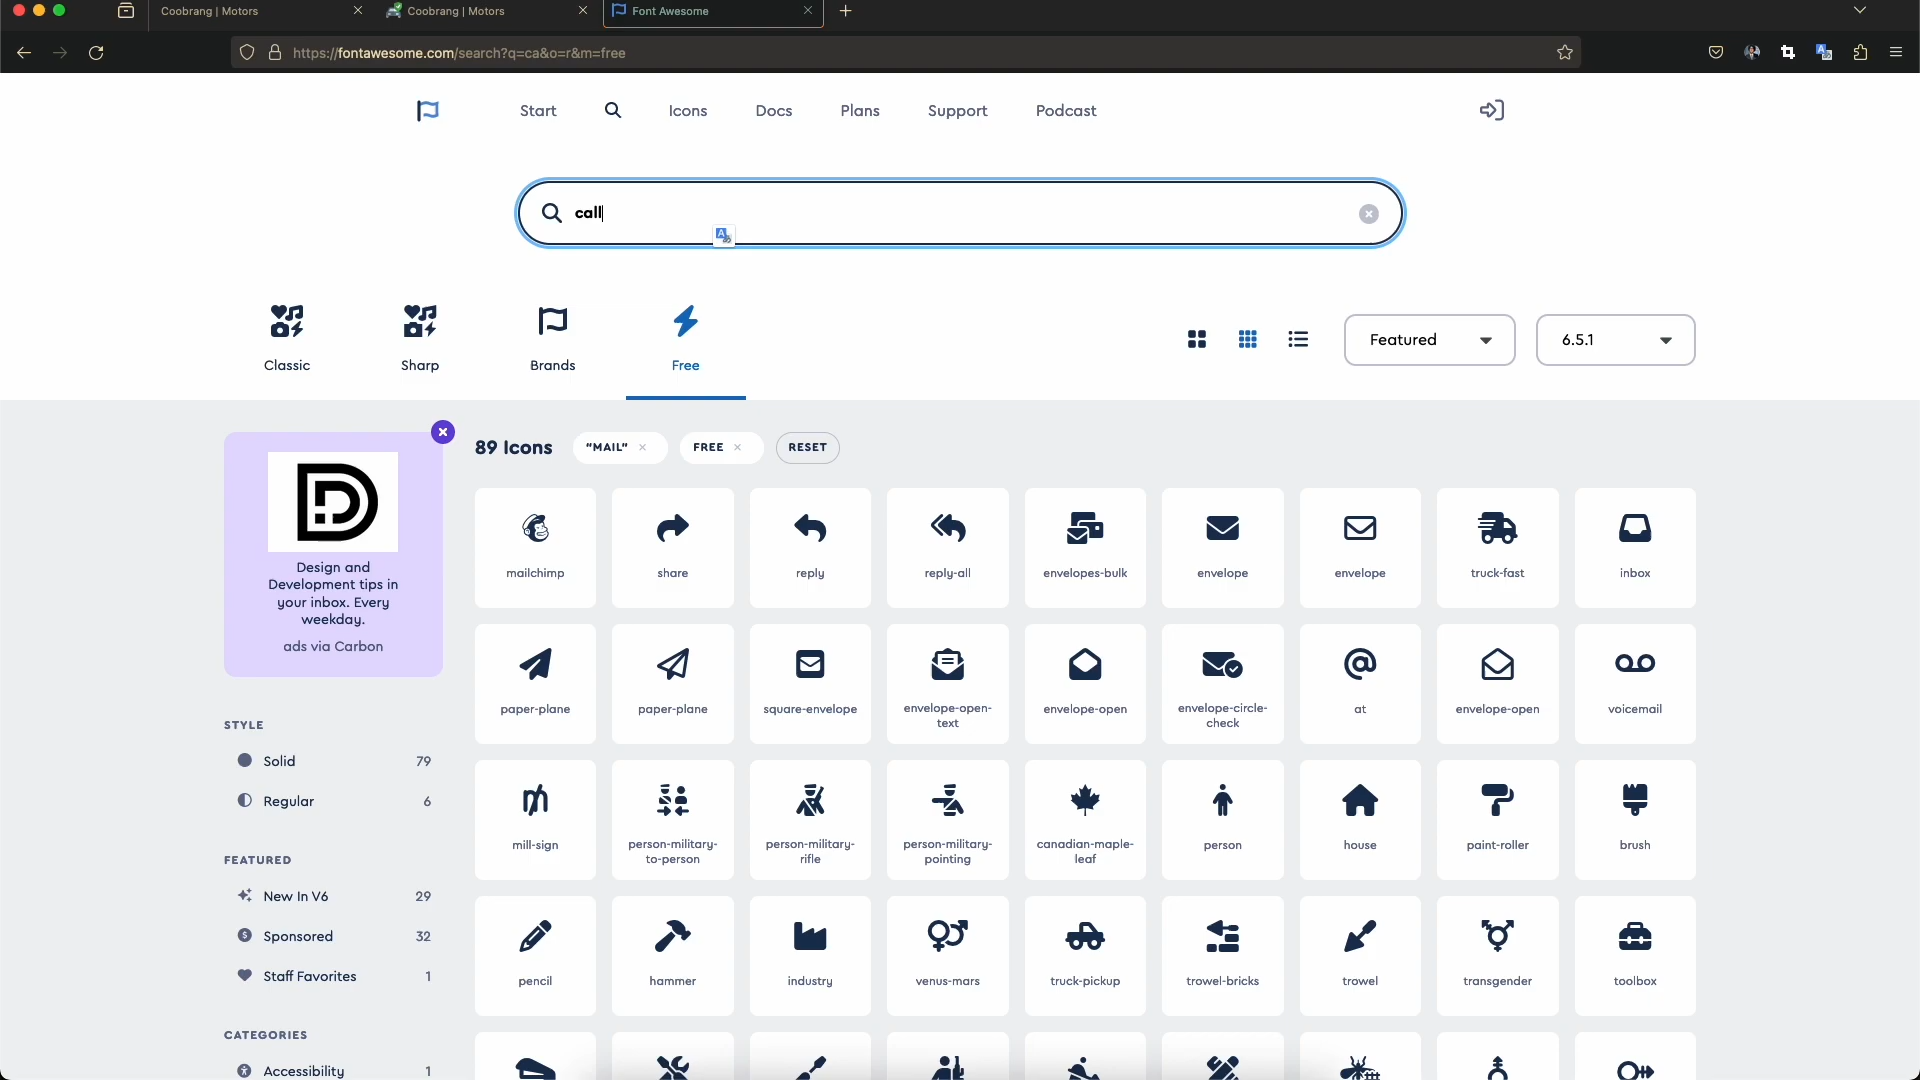 Coobrang | Motors
Coobrang | Motors
Font Awesome
https://fontawesome.com/search?q=ca&o=r&m=free
Start
Icons
Docs
Plans
Support
Podcast
call
Classic
Sharp
Brands
Free
Featured
6.5.1
Design and
Development tips in
your inbox. Every
weekday.
ads via Carbon
89 Icons
"MAIL"
FREE
RESET
mailchimp
share
reply
reply-all
envelopes-bulk
envelope
envelope
truck-fast
inbox
paper-plane
paper-plane
square-envelope
envelope-open-
text
envelope-open
envelope-circle-
check
at
envelope-open
voicemail
mill-sign
person-military-
to-person
person-military-
rifle
person-military-
pointing
canadian-maple-
leaf
person
house
paint-roller
brush
pencil
hammer
industry
venus-mars
truck-pickup
trowel-bricks
trowel
transgender
toolbox
STYLE
Solid 79
Regular 6
FEATURED
New In V6 29
Sponsored 32
Staff Favorites 1
CATEGORIES
Accessibility 1